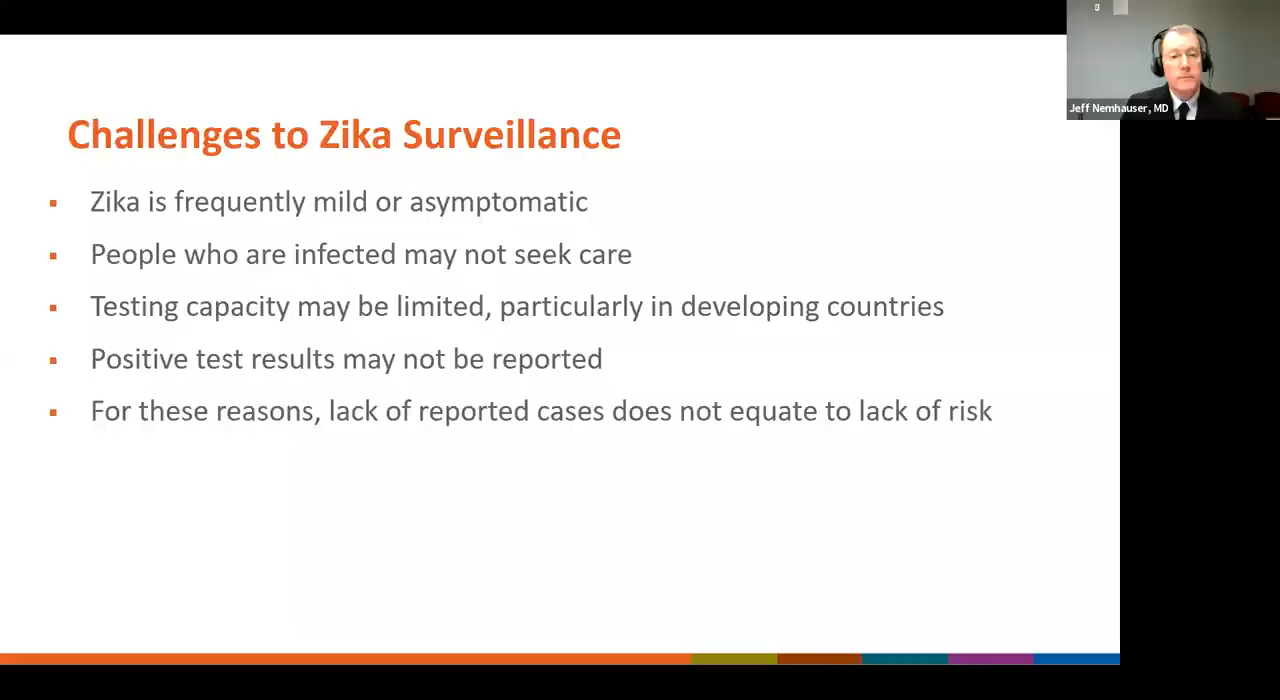 Jeff Nemhauser, MD
Challenges to Zika Surveillance
Zika is frequently mild or asymptomatic
People who are infected may not seek care
Testing capacity may be limited, particularly in developing countries
Positive test results may not be reported
For these reasons, lack of reported cases does not equate to lack of risk